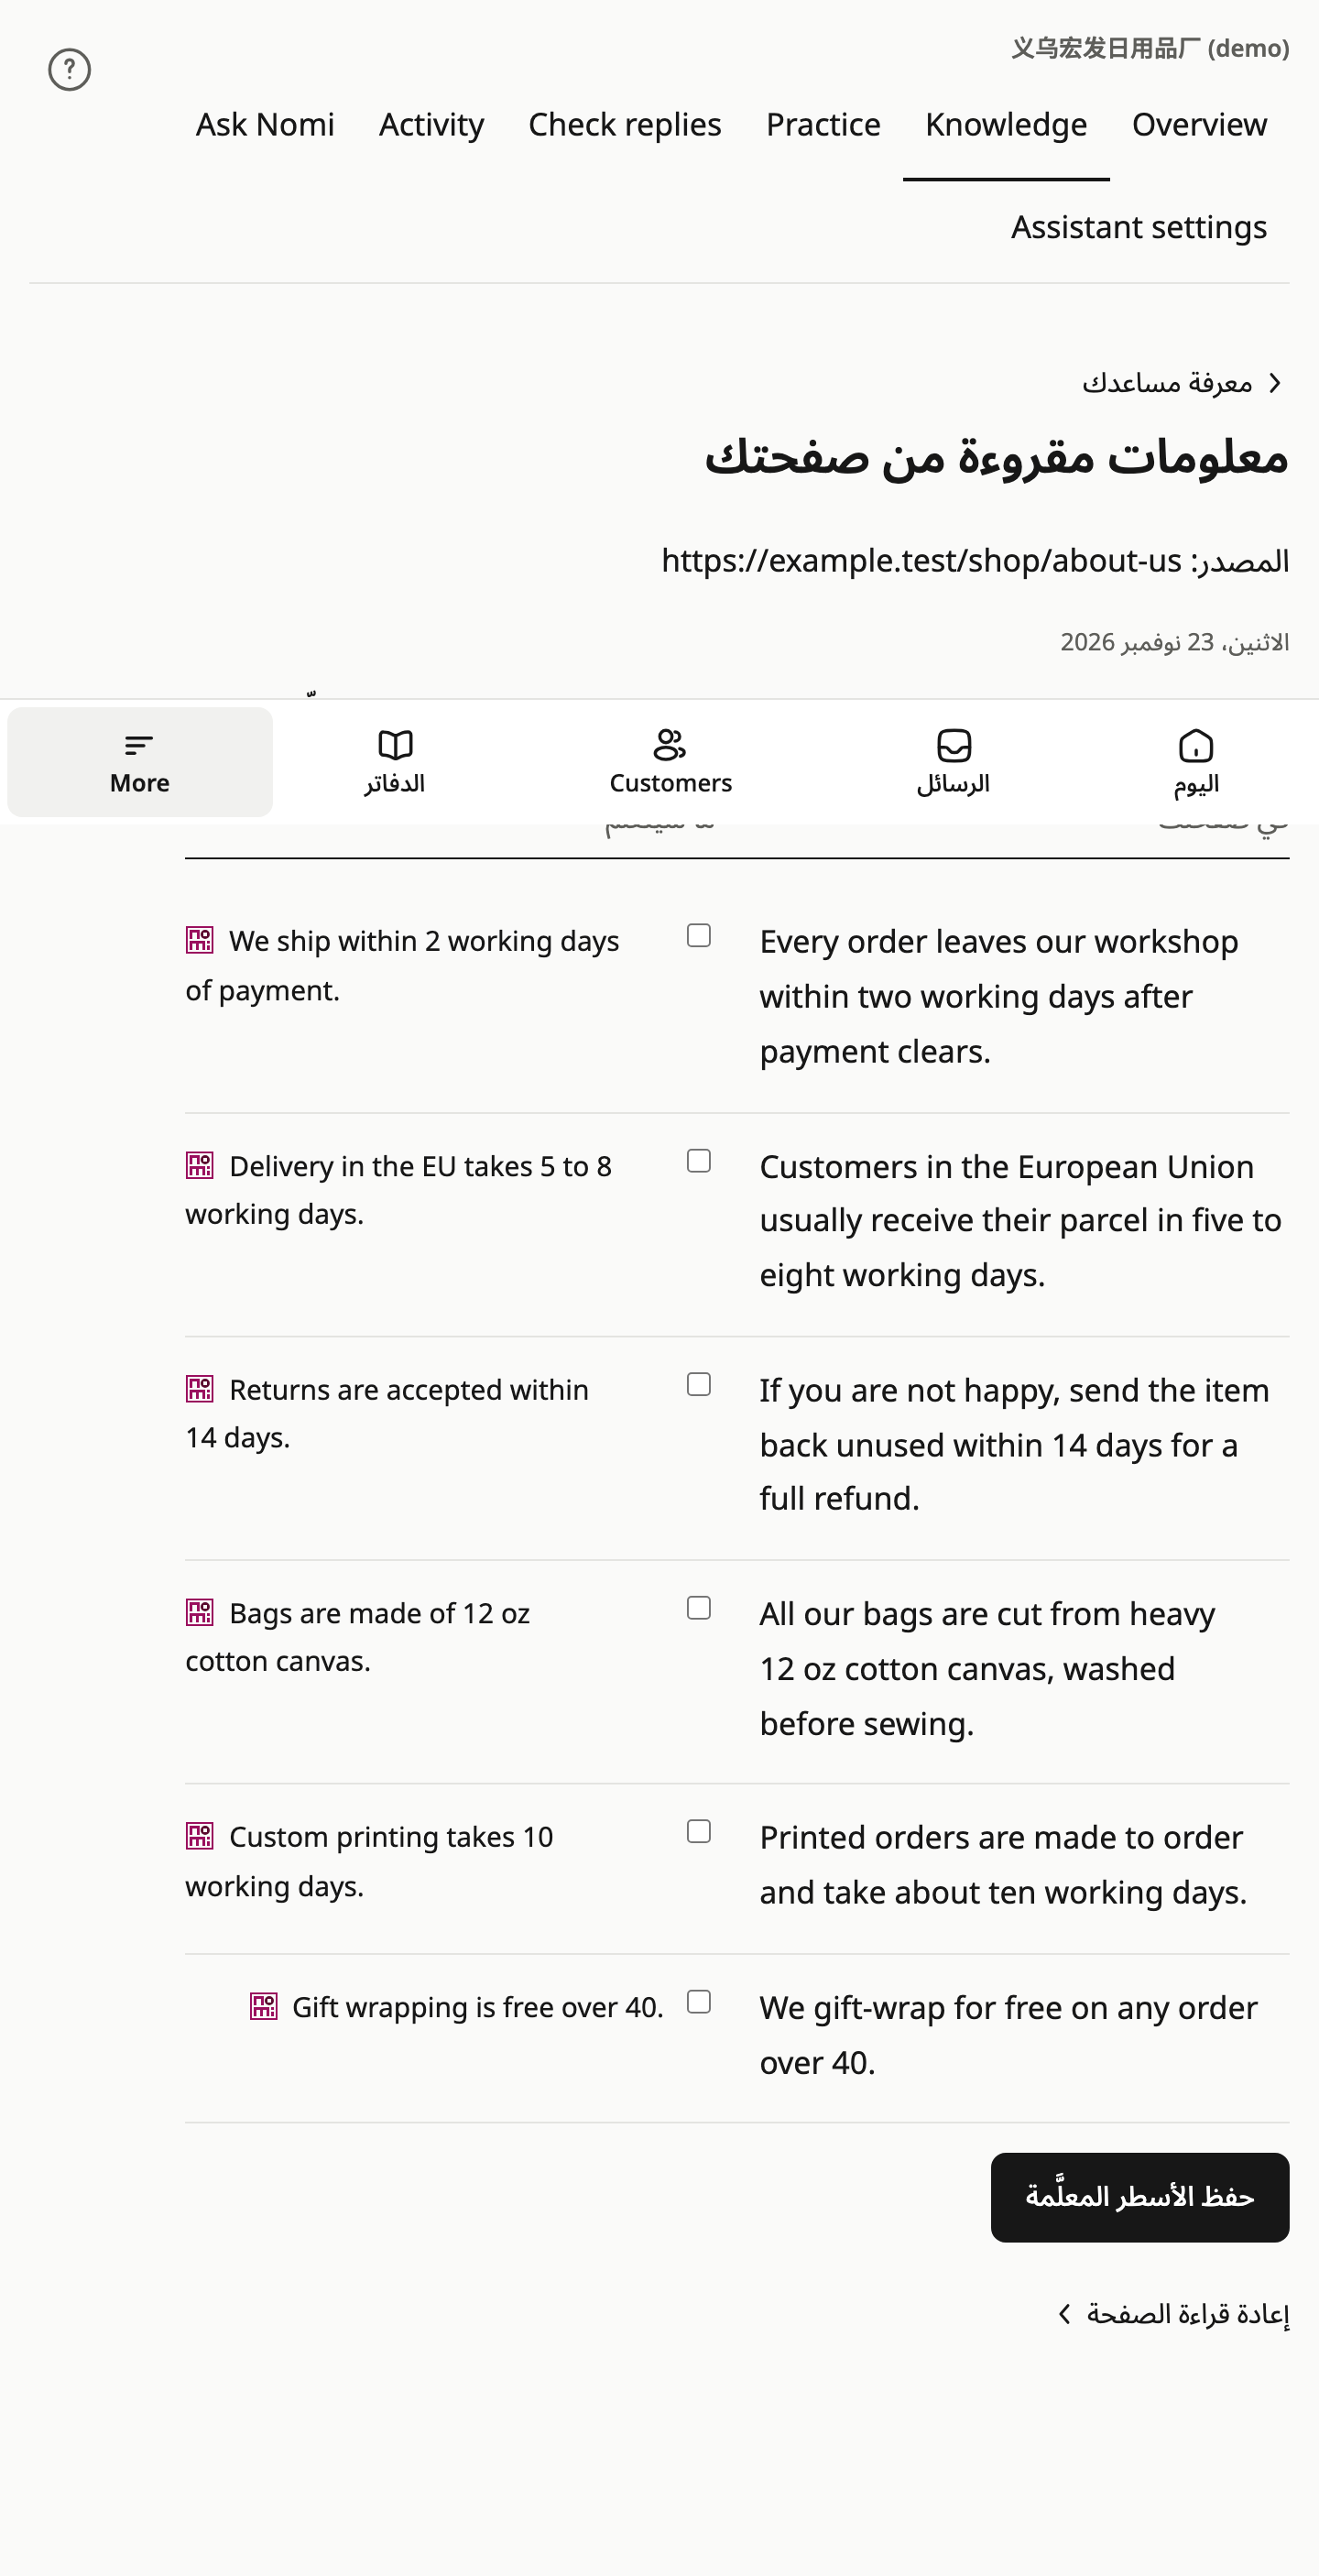 义乌宏发日用品厂 (demo)
Overview
Knowledge
Practice
Check replies
Activity
Ask Nomi
Assistant settings
معرفة مساعدك
معلومات مقروءة من صفحتك
المصدر: https://example.test/shop/about-us
الاثنين، 23 نوفمبر 2026
اليوم
الرسائل
Customers
الدفاتر
More
Every order leaves our workshop
within two working days after
payment clears.
We ship within 2 working days
of payment.
Customers in the European Union
usually receive their parcel in five to
eight working days.
Delivery in the EU takes 5 to 8
working days.
If you are not happy, send the item
back unused within 14 days for a
full refund.
Returns are accepted within
14 days.
All our bags are cut from heavy
12 oz cotton canvas, washed
before sewing.
Bags are made of 12 oz
cotton canvas.
Printed orders are made to order
and take about ten working days.
Custom printing takes 10
working days.
We gift-wrap for free on any order
over 40.
Gift wrapping is free over 40.
حفظ الأسطر المعلَّمة
إعادة قراءة الصفحة